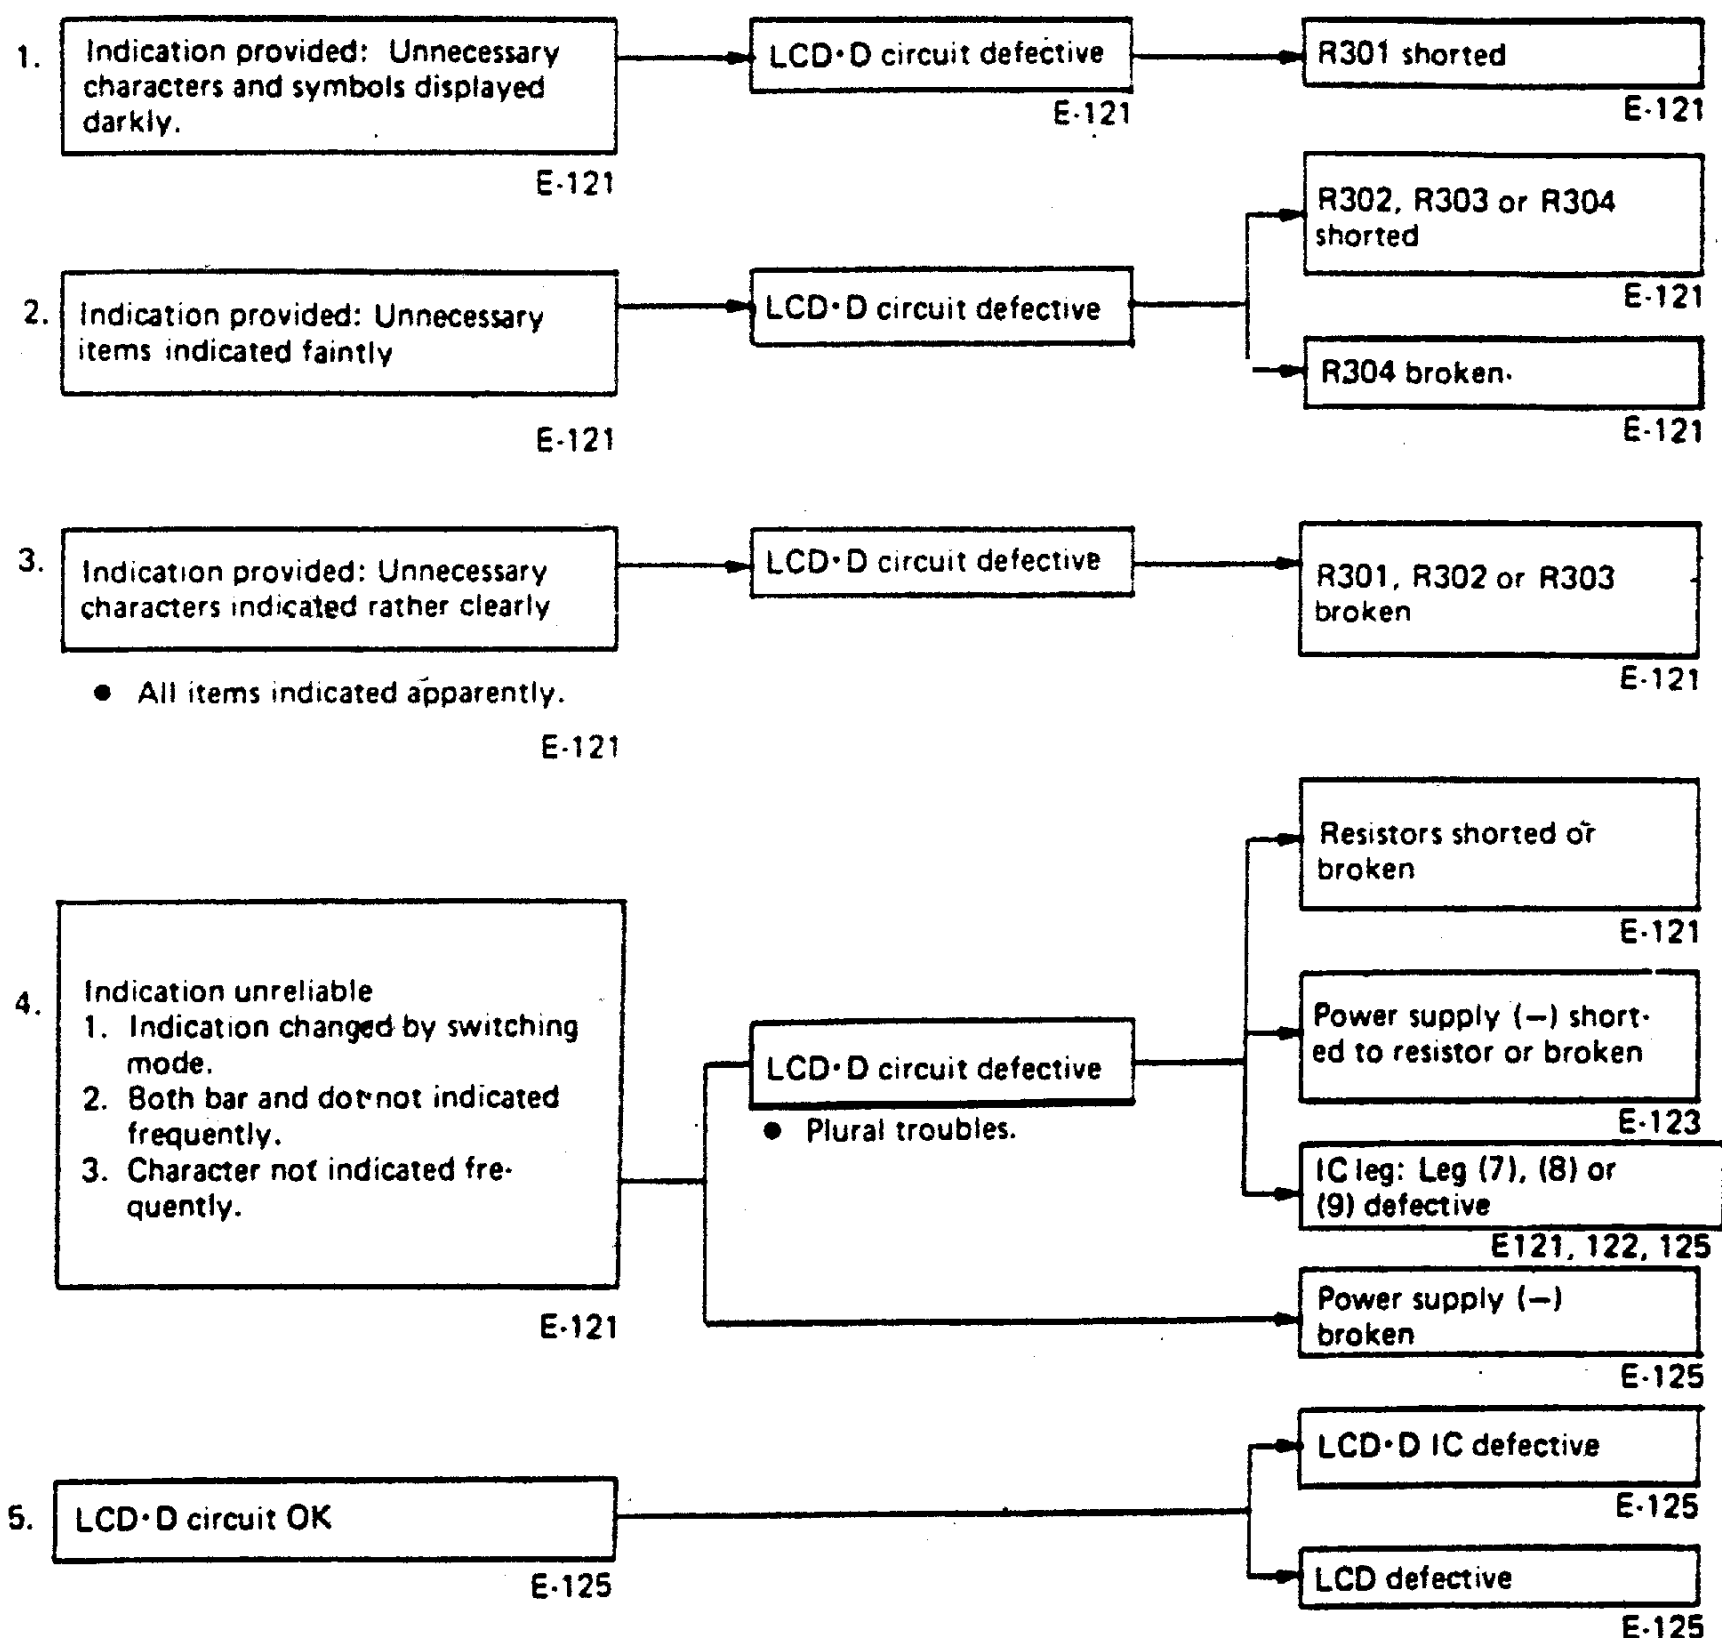 1. Indication provided: Unnecessary
characters and symbols displayed
darkly.
E-121
LCD·D circuit defective
E-121
R301 shorted
E-121
2. Indication provided: Unnecessary
items indicated faintly
E-121
LCD·D circuit defective
R302, R303 or R304
shorted
E-121
R304 broken.
E-121
3. Indication provided: Unnecessary
characters indicated rather clearly
● All items indicated apparently.
E-121
LCD·D circuit defective
R301, R302 or R303
broken
E-121
4. Indication unreliable
1. Indication changed by switching
mode.
2. Both bar and dot not indicated
frequently.
3. Character not indicated fre-
quently.
E-121
LCD·D circuit defective
● Plural troubles.
Resistors shorted or
broken
E-121
Power supply (−) short-
ed to resistor or broken
E-123
IC leg: Leg (7), (8) or
(9) defective
E121, 122, 125
Power supply (−)
broken
E-125
5. LCD·D circuit OK
E-125
LCD·D IC defective
E-125
LCD defective
E-125